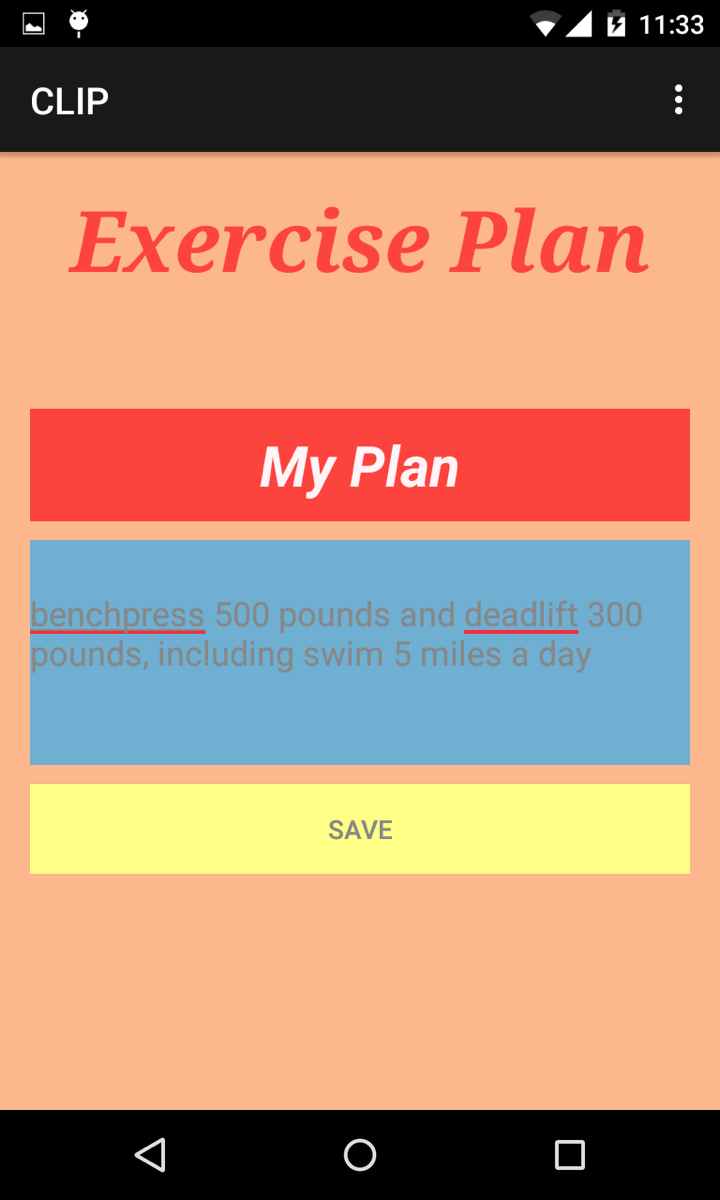 11:33
CLIP
Exercise Plan
My Plan
benchpress 500 pounds and deadlift 300
pounds, including swim 5 miles a day
SAVE